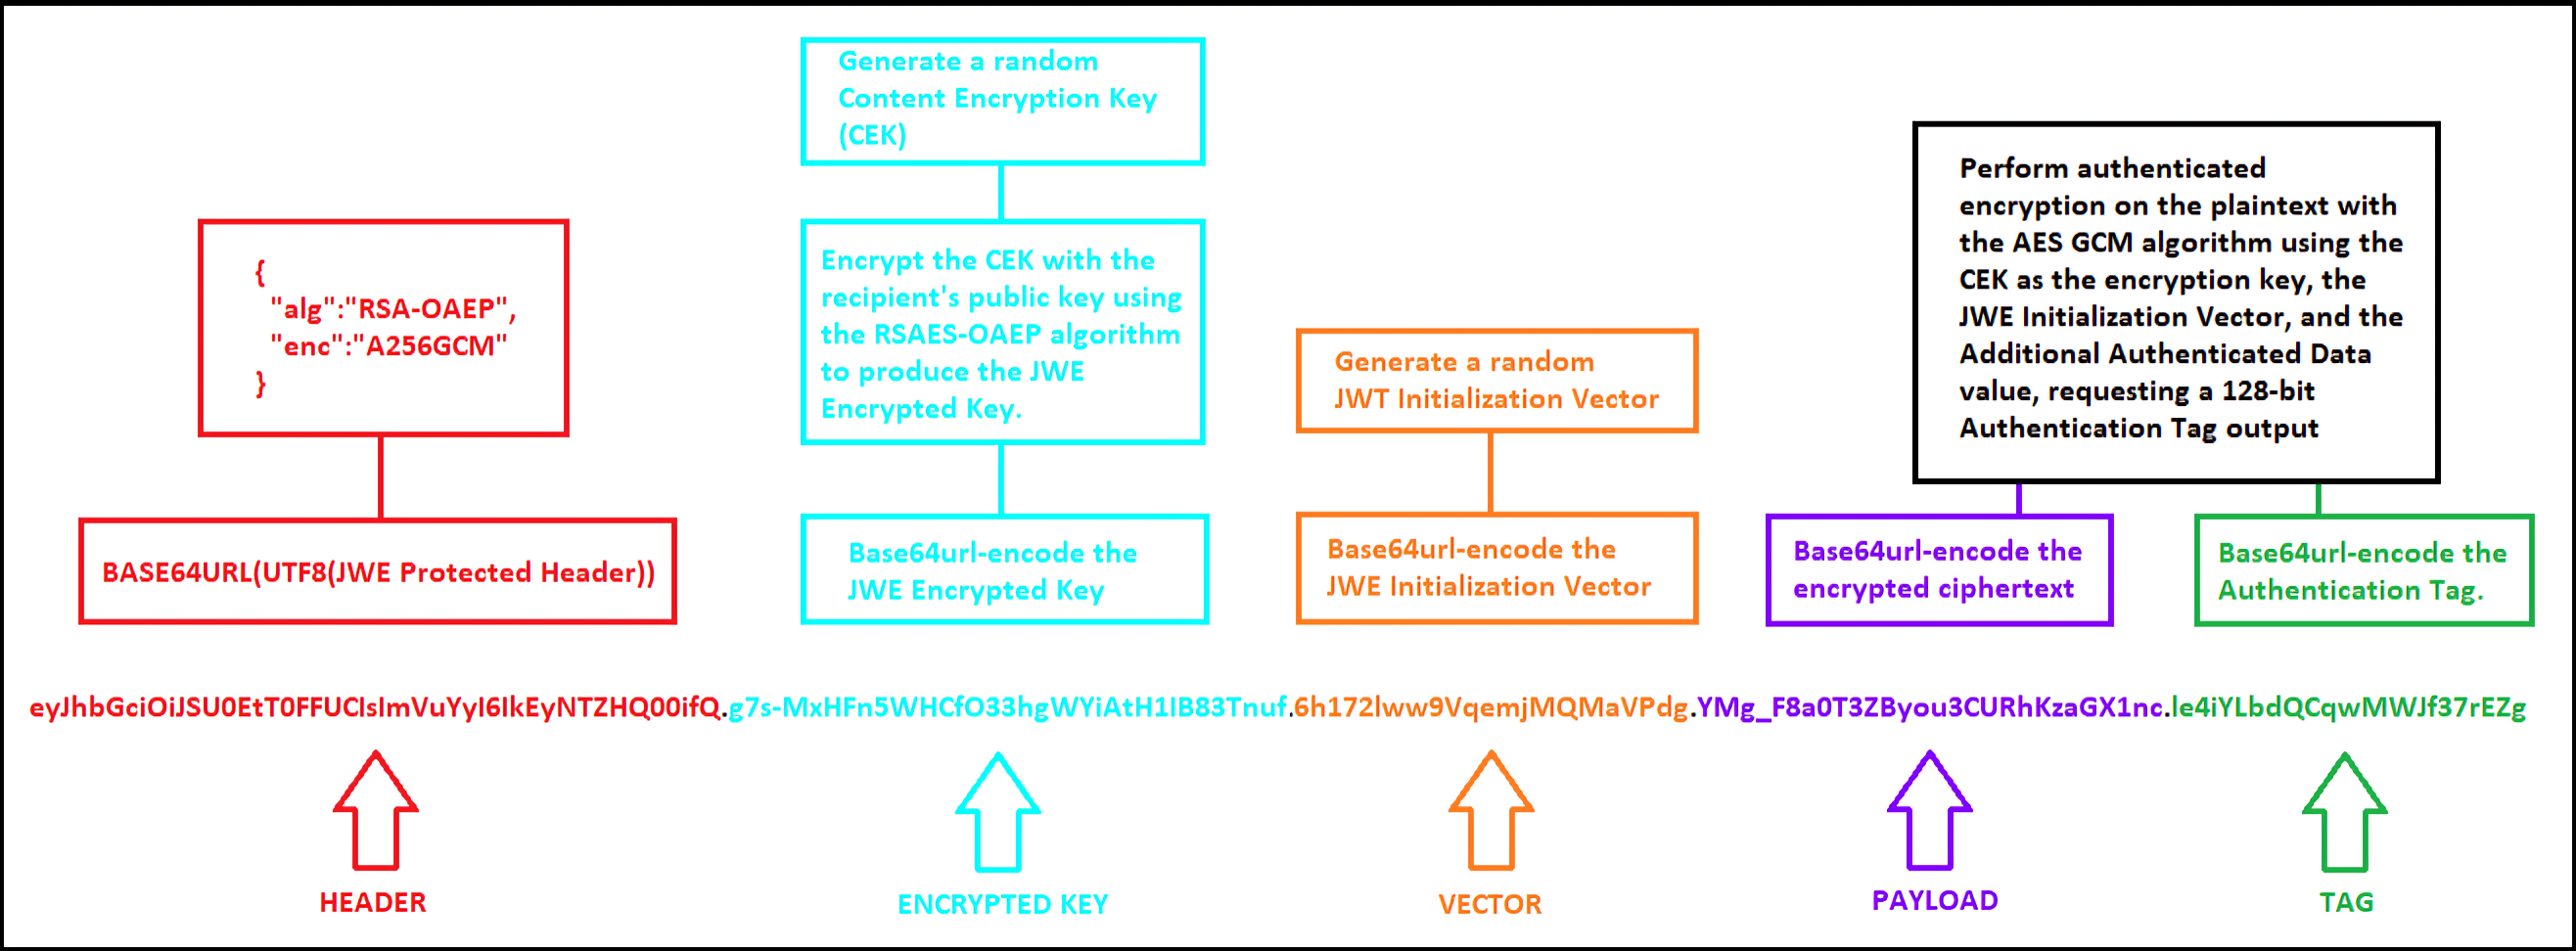 {
"alg":"RSA-OAEP",
"enc":"A256GCM"
}
BASE64URL(UTF8(JWE Protected Header))
Generate a random
Content Encryption Key
(CEK)
Encrypt the CEK with the
recipient's public key using
the RSAES-OAEP algorithm
to produce the JWE
Encrypted Key.
Base64url-encode the
JWE Encrypted Key
Generate a random
JWT Initialization Vector
Base64url-encode the
JWE Initialization Vector
Perform authenticated
encryption on the plaintext with
the AES GCM algorithm using the
CEK as the encryption key, the
JWE Initialization Vector, and the
Additional Authenticated Data
value, requesting a 128-bit
Authentication Tag output
Base64url-encode the
encrypted ciphertext
Base64url-encode the
Authentication Tag.
eyJhbGciOiJSU0EtT0FFUCIsImVuYyI6IkEyNTZHQ00ifQ.g7s-MxHFn5WHCfO33hgWYiAtH1IB83Tnuf.6h172lww9VqemjMQMaVPdg.YMg_F8a0T3ZByou3CURhKzaGX1nc.le4iYLbdQCqwMWJf37rEZg
HEADER
ENCRYPTED KEY
VECTOR
PAYLOAD
TAG